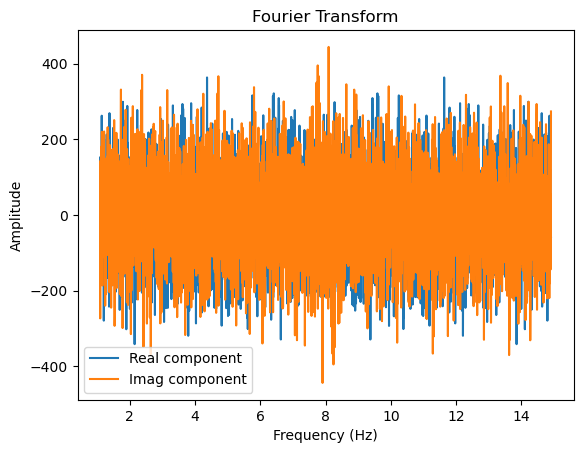 Fourier Transform
Amplitude
400
200
0
−200
−400
Real component
Imag component
2 4 6 8 10 12 14
Frequency (Hz)